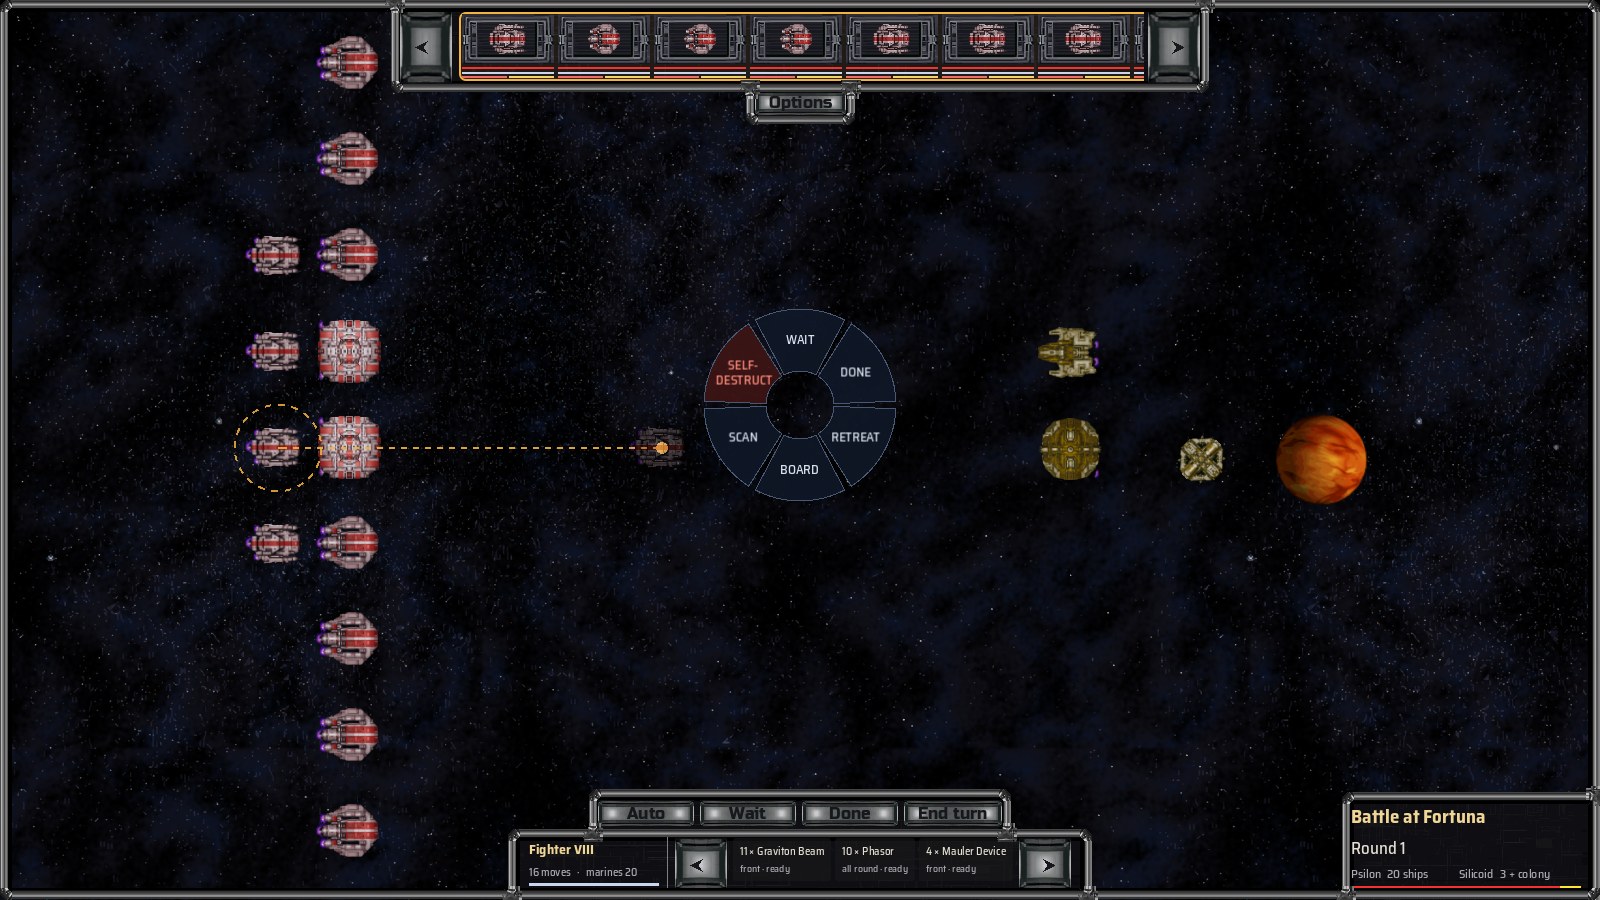 Options
WAIT
SELF-
DESTRUCT
DONE
SCAN
RETREAT
BOARD
Auto
Wait
Done
End turn
Fighter VIII
16 moves · marines 20
11× Graviton Beam
front · ready
10× Phasor
all round · ready
4× Mauler Device
front · ready
Battle at Fortuna
Round 1
Psilon 20 ships
Silicoid 3 + colony